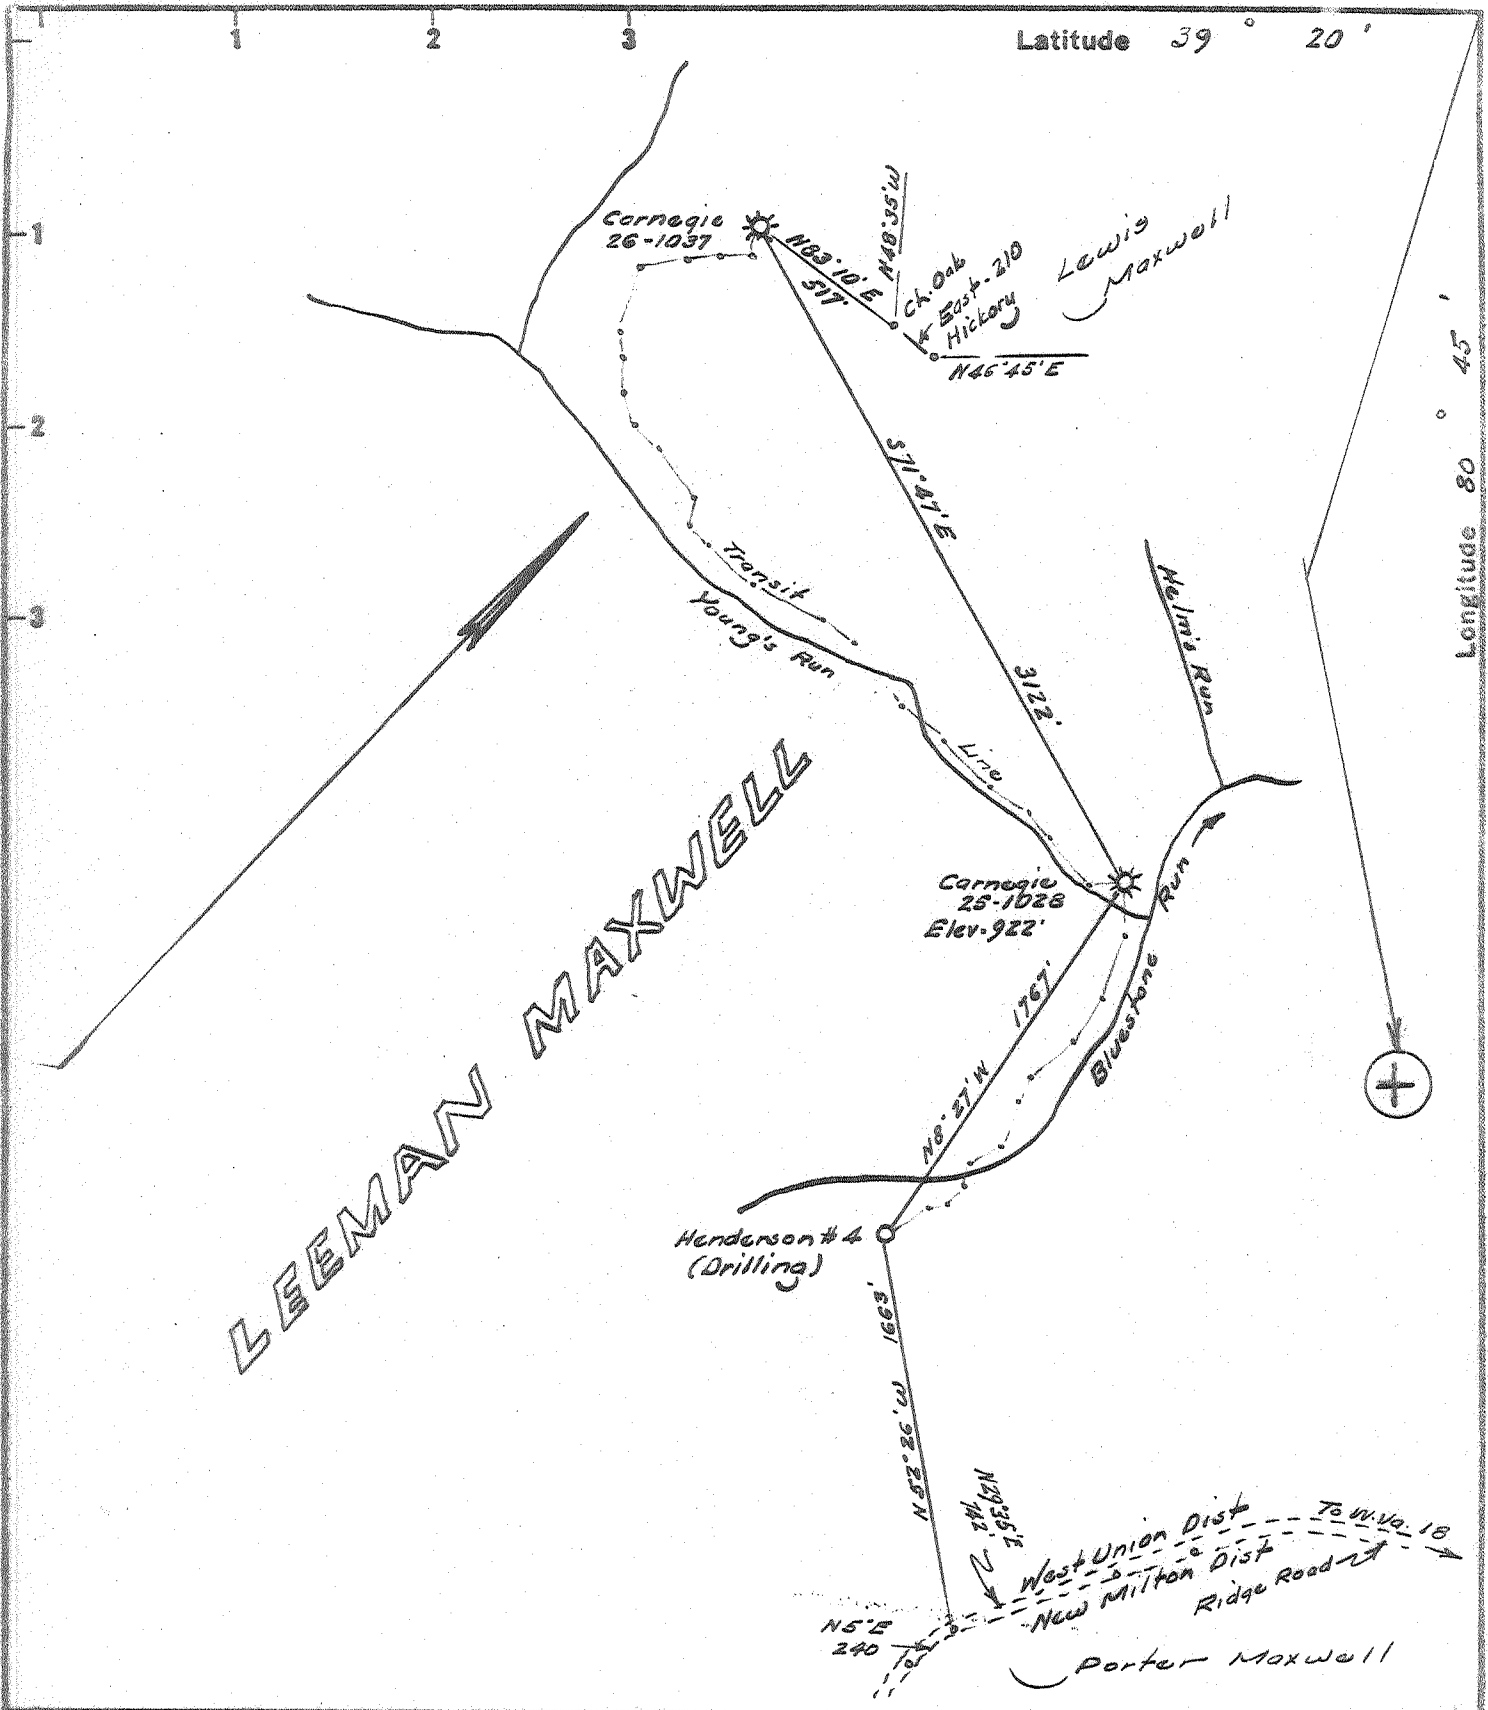 1 2 3
Latitude 39° 20'
1
2
3
Longitude 80° 45'
Carnegie
26-1037
N83°10'E
517'
N48°35'W
Ch. Oak
East-210
Hickory
N46°45'E
Lewis
Maxwell
S71°47'E
3122'
Transit
Young's Run
Line
Helm's Run
Carnegie
25-1028
Elev-922'
Bluestone Run
1767'
N8°27'W
LEEMAN MAXWELL
Henderson #4
(Drilling)
1663'
N52°26'W
N29°35'E
742'
West Union Dist
New Milton Dist
To W.Va. 18
Ridge Road
N5°E
240
Porter Maxwell